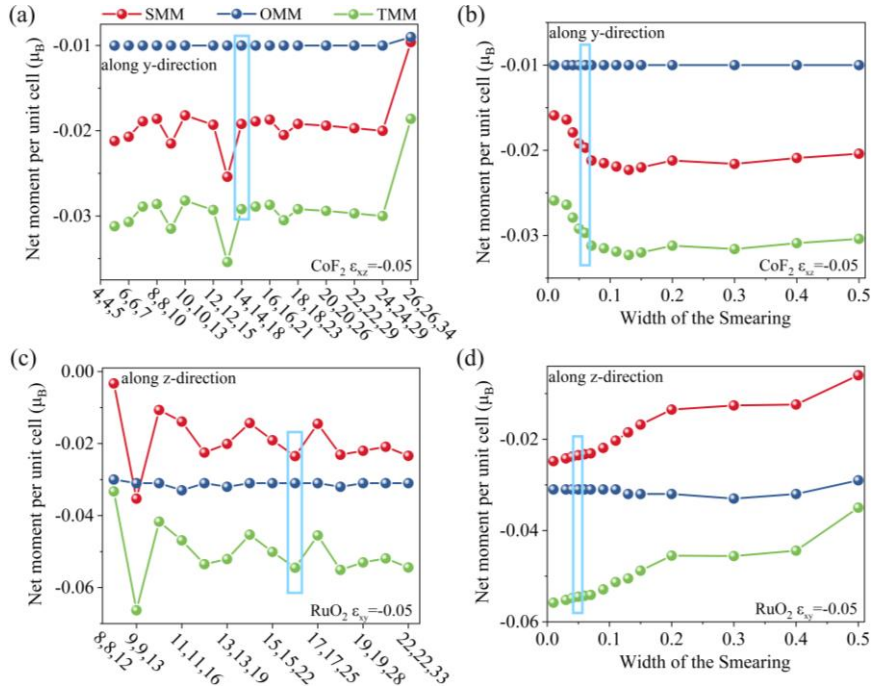 (a)
SMM OMM TMM
Net moment per unit cell (μB)
-0.01
-0.02
-0.03
along y-direction
CoF2 εxz=-0.05
4,4,5
6,6,7
8,8,10
10,10,13
12,12,15
14,14,18
16,16,21
18,18,23
20,20,26
22,22,29
24,24,29
26,26,34
(b)
Net moment per unit cell (μB)
-0.01
-0.02
-0.03
along y-direction
CoF2 εxz=-0.05
0.0 0.1 0.2 0.3 0.4 0.5
Width of the Smearing
(c)
Net moment per unit cell (μB)
0.00
-0.02
-0.04
-0.06
along z-direction
RuO2 εxy=-0.05
8,8,12
9,9,13
11,11,16
13,13,19
15,15,22
17,17,25
19,19,28
22,22,33
(d)
Net moment per unit cell (μB)
-0.02
-0.04
-0.06
along z-direction
RuO2 εxy=-0.05
0.0 0.1 0.2 0.3 0.4 0.5
Width of the Smearing